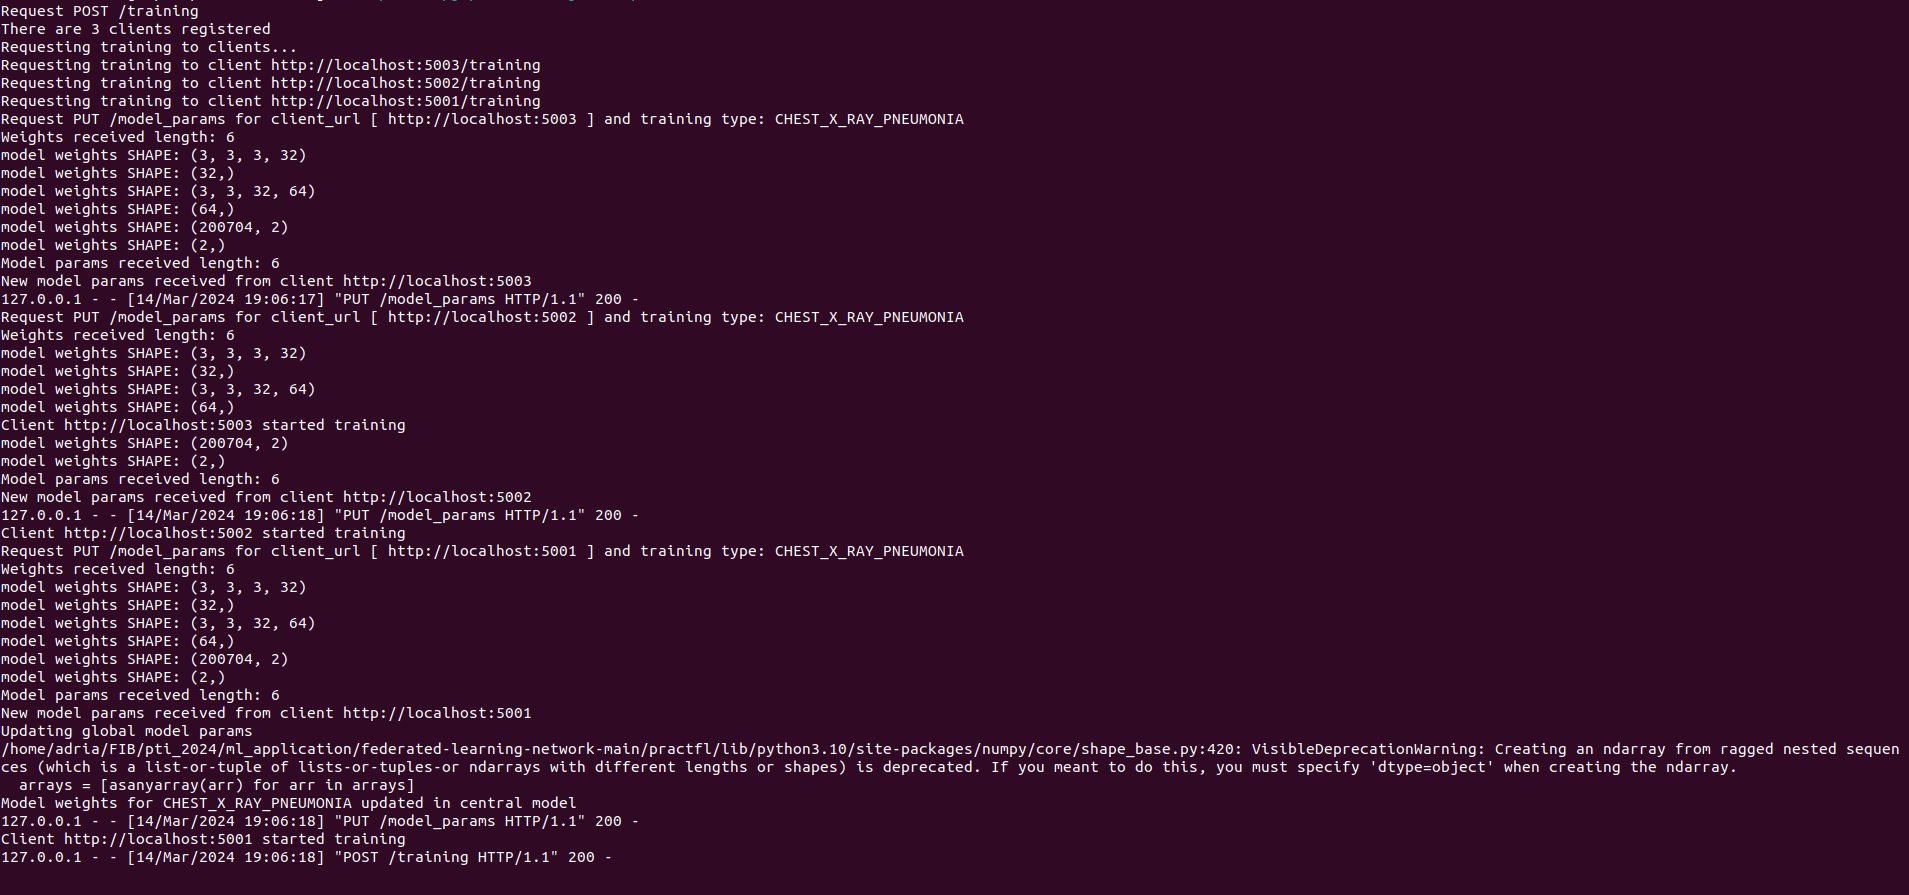 Request POST /training
There are 3 clients registered
Requesting training to clients...
Requesting training to client http://localhost:5003/training
Requesting training to client http://localhost:5002/training
Requesting training to client http://localhost:5001/training
Request PUT /model_params for client_url [ http://localhost:5003 ] and training type: CHEST_X_RAY_PNEUMONIA
Weights received length: 6
model weights SHAPE: (3, 3, 3, 32)
model weights SHAPE: (32,)
model weights SHAPE: (3, 3, 32, 64)
model weights SHAPE: (64,)
model weights SHAPE: (200704, 2)
model weights SHAPE: (2,)
Model params received length: 6
New model params received from client http://localhost:5003
127.0.0.1 - - [14/Mar/2024 19:06:17] "PUT /model_params HTTP/1.1" 200 -
Request PUT /model_params for client_url [ http://localhost:5002 ] and training type: CHEST_X_RAY_PNEUMONIA
Weights received length: 6
model weights SHAPE: (3, 3, 3, 32)
model weights SHAPE: (32,)
model weights SHAPE: (3, 3, 32, 64)
model weights SHAPE: (64,)
Client http://localhost:5003 started training
model weights SHAPE: (200704, 2)
model weights SHAPE: (2,)
Model params received length: 6
New model params received from client http://localhost:5002
127.0.0.1 - - [14/Mar/2024 19:06:18] "PUT /model_params HTTP/1.1" 200 -
Client http://localhost:5002 started training
Request PUT /model_params for client_url [ http://localhost:5001 ] and training type: CHEST_X_RAY_PNEUMONIA
Weights received length: 6
model weights SHAPE: (3, 3, 3, 32)
model weights SHAPE: (32,)
model weights SHAPE: (3, 3, 32, 64)
model weights SHAPE: (64,)
model weights SHAPE: (200704, 2)
model weights SHAPE: (2,)
Model params received length: 6
New model params received from client http://localhost:5001
Updating global model params
/home/adria/FIB/pti_2024/ml_application/federated-learning-network-main/practfl/lib/python3.10/site-packages/numpy/core/shape_base.py:420: VisibleDeprecationWarning: Creating an ndarray from ragged nested sequen
ces (which is a list-or-tuple of lists-or-tuples-or ndarrays with different lengths or shapes) is deprecated. If you meant to do this, you must specify 'dtype=object' when creating the ndarray.
  arrays = [asanyarray(arr) for arr in arrays]
Model weights for CHEST_X_RAY_PNEUMONIA updated in central model
127.0.0.1 - - [14/Mar/2024 19:06:18] "PUT /model_params HTTP/1.1" 200 -
Client http://localhost:5001 started training
127.0.0.1 - - [14/Mar/2024 19:06:18] "POST /training HTTP/1.1" 200 -